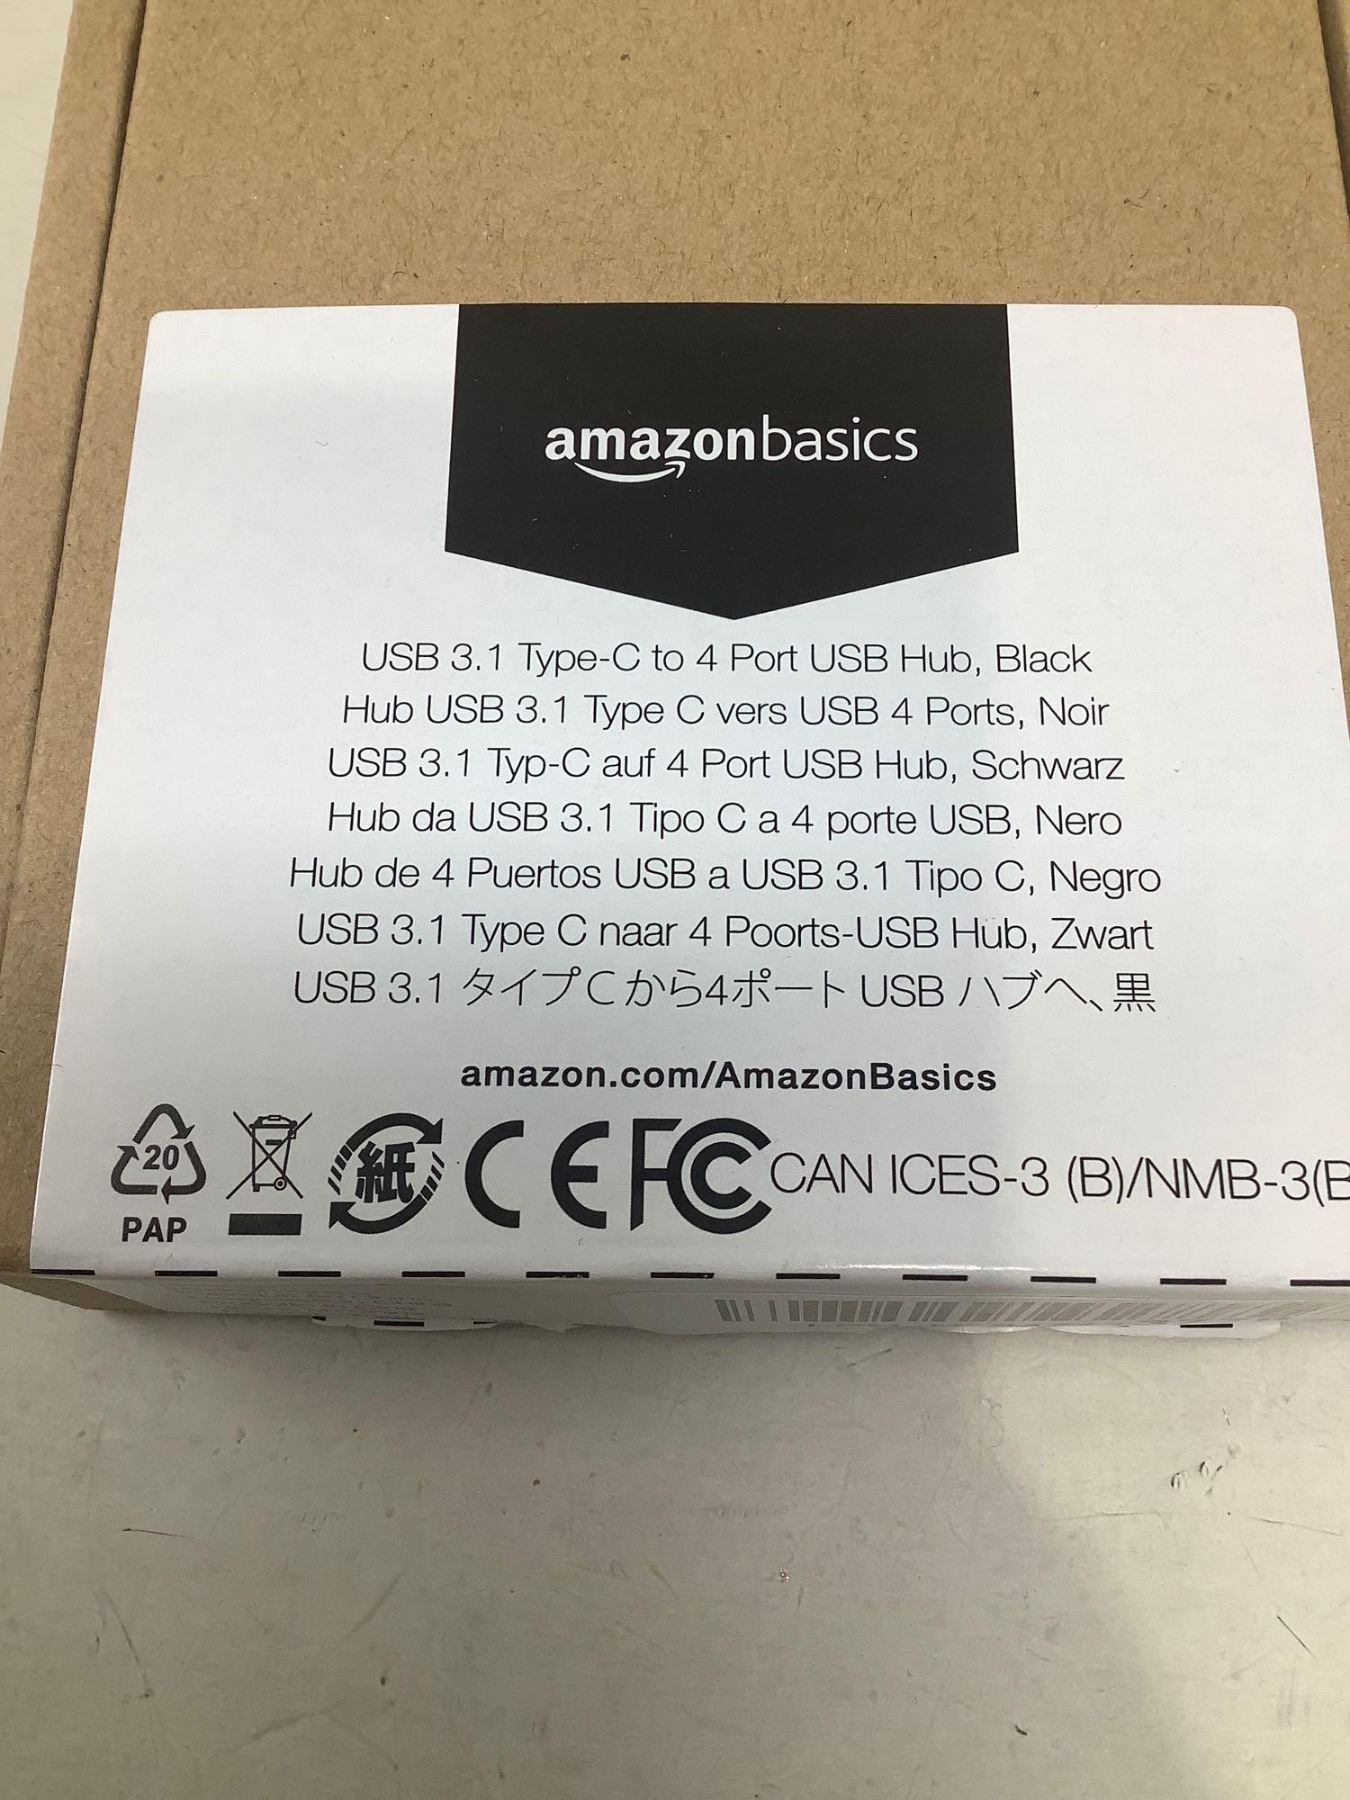 amazonbasics
USB 3.1 Type-C to 4 Port USB Hub, Black
Hub USB 3.1 Type C vers USB 4 Ports, Noir
USB 3.1 Typ-C auf 4 Port USB Hub, Schwarz
Hub da USB 3.1 Tipo C a 4 porte USB, Nero
Hub de 4 Puertos USB a USB 3.1 Tipo C, Negro
USB 3.1 Type C naar 4 Poorts-USB Hub, Zwart
USB 3.1 タイプCから4ポート USB ハブへ、黒
amazon.com/AmazonBasics
20 紙 CE FC CAN ICES-3 (B)/NMB-3(B
PAP